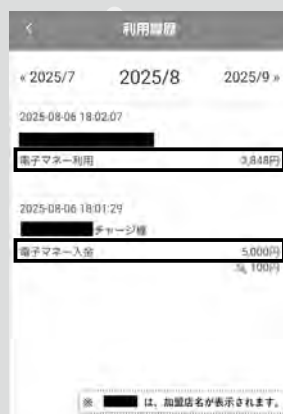 < 利用履歴
« 2025/7 2025/8 2025/9 »
2025-08-06 18:02:07
電子マネー利用 3,848円
2025-08-06 18:01:29
チャージ機
電子マネー入金 5,000円
100円
※ は、加盟店名が表示されます。